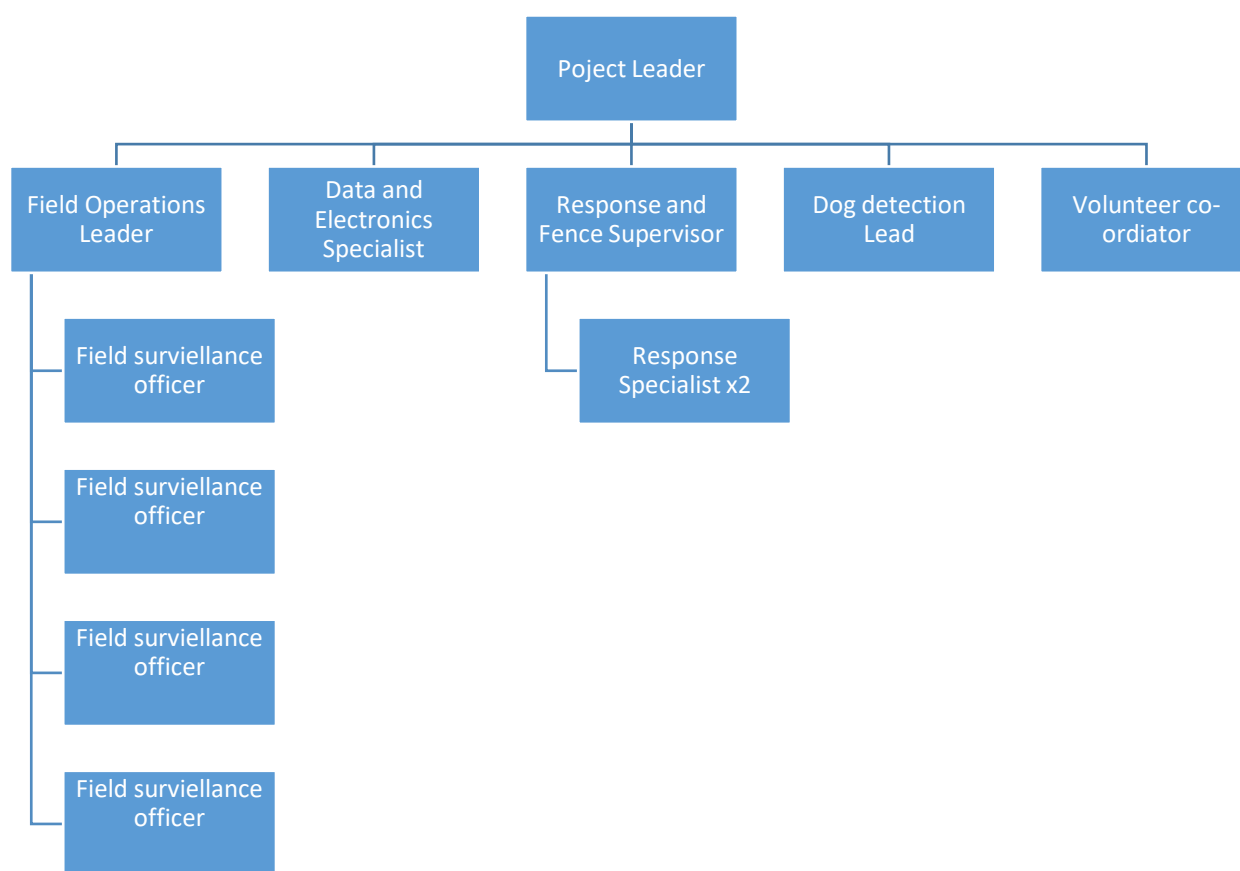 Poject Leader
Field Operations
Leader
Data and
Electronics
Specialist
Response and
Fence Supervisor
Dog detection
Lead
Volunteer co-
ordiator
Field surviellance
officer
Response
Specialist x2
Field surviellance
officer
Field surviellance
officer
Field surviellance
officer